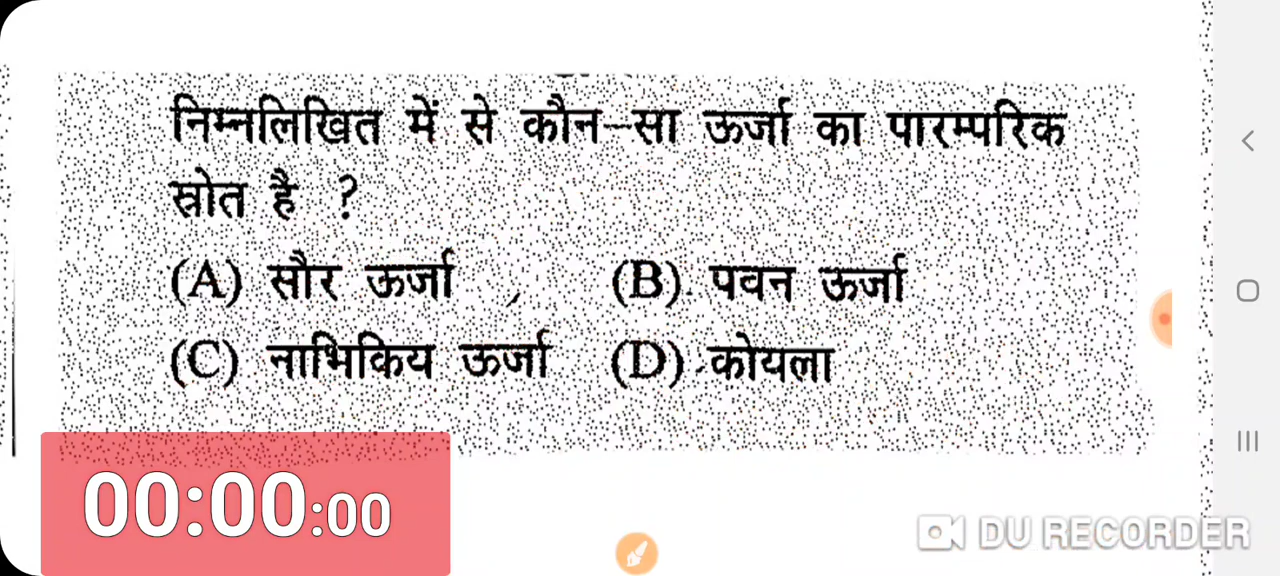 निम्नलिखित में से कौन-सा ऊर्जा का पारम्परिक
स्रोत है ?
(A) सौर ऊर्जा (B) पवन ऊर्जा
(C) नाभिकिय ऊर्जा (D) कोयला
00:00:00
DU RECORDER